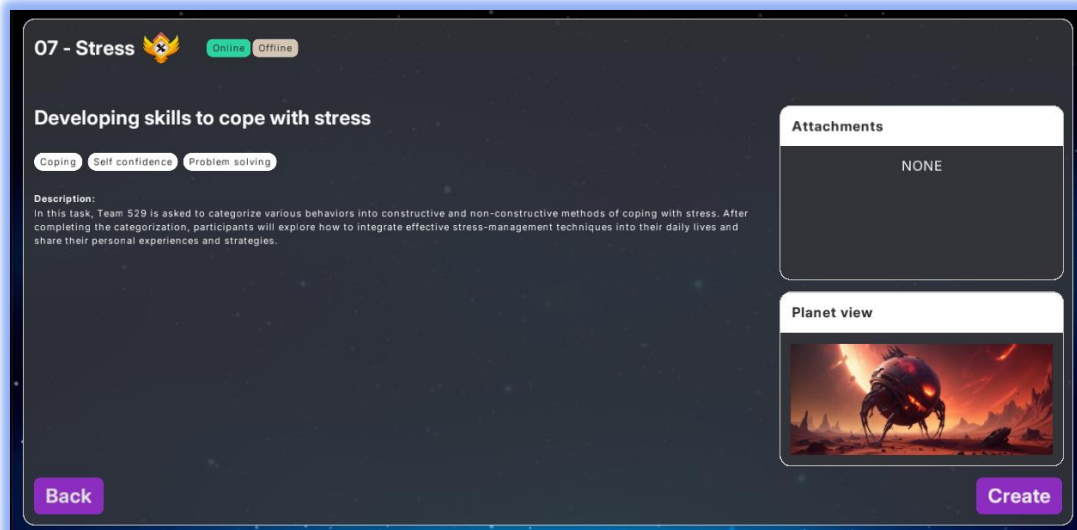 07 - Stress
Online Offline
Developing skills to cope with stress
Coping Self confidence Problem solving
Description:
In this task, Team 529 is asked to categorize various behaviors into constructive and non-constructive methods of coping with stress. After
completing the categorization, participants will explore how to integrate effective stress-management techniques into their daily lives and
share their personal experiences and strategies.
Attachments
NONE
Planet view
Back
Create